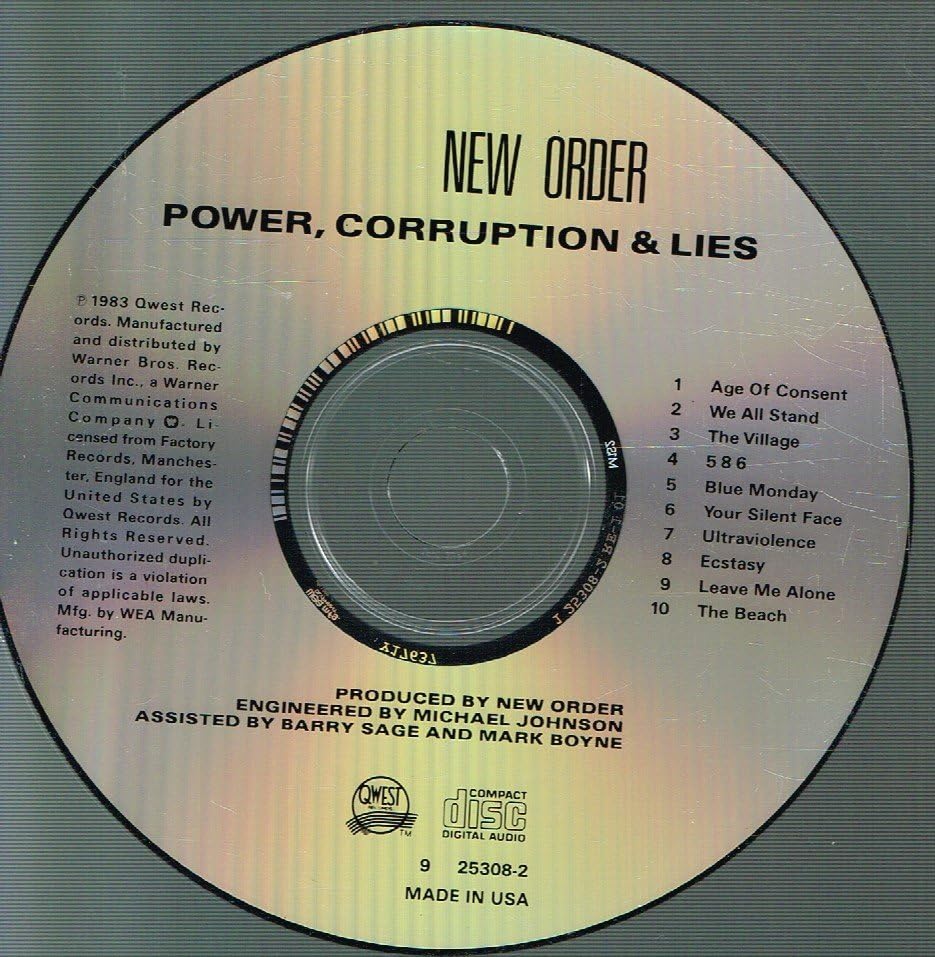 NEW ORDER
POWER, CORRUPTION & LIES
℗ 1983 Qwest Rec-
ords. Manufactured
and distributed by
Warner Bros. Rec-
ords Inc., a Warner
Communications
Company. Li-
censed from Factory
Records, Manches-
ter, England for the
United States by
Qwest Records. All
Rights Reserved.
Unauthorized dupli-
cation is a violation
of applicable laws.
Mfg. by WEA Manu-
facturing.
1 Age Of Consent
2 We All Stand
3 The Village
4 5 8 6
5 Blue Monday
6 Your Silent Face
7 Ultraviolence
8 Ecstasy
9 Leave Me Alone
10 The Beach
M1S2
X17637
PRODUCED BY NEW ORDER
ENGINEERED BY MICHAEL JOHNSON
ASSISTED BY BARRY SAGE AND MARK BOYNE
QWEST
RECORDS
TM
COMPACT
disc
DIGITAL AUDIO
9 25308-2
MADE IN USA